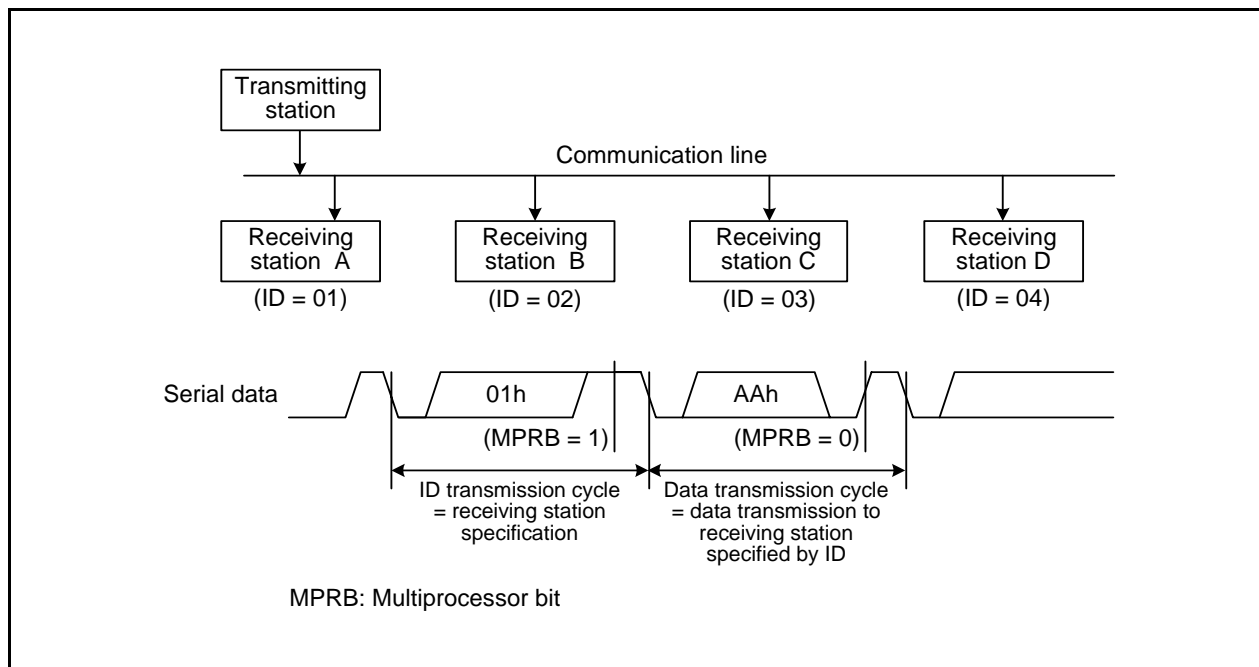 Transmitting
station
Communication line
Receiving
station A
(ID = 01)
Receiving
station B
(ID = 02)
Receiving
station C
(ID = 03)
Receiving
station D
(ID = 04)
Serial data
01h
AAh
(MPRB = 1)
(MPRB = 0)
ID transmission cycle
= receiving station
specification
Data transmission cycle
= data transmission to
receiving station
specified by ID
MPRB: Multiprocessor bit